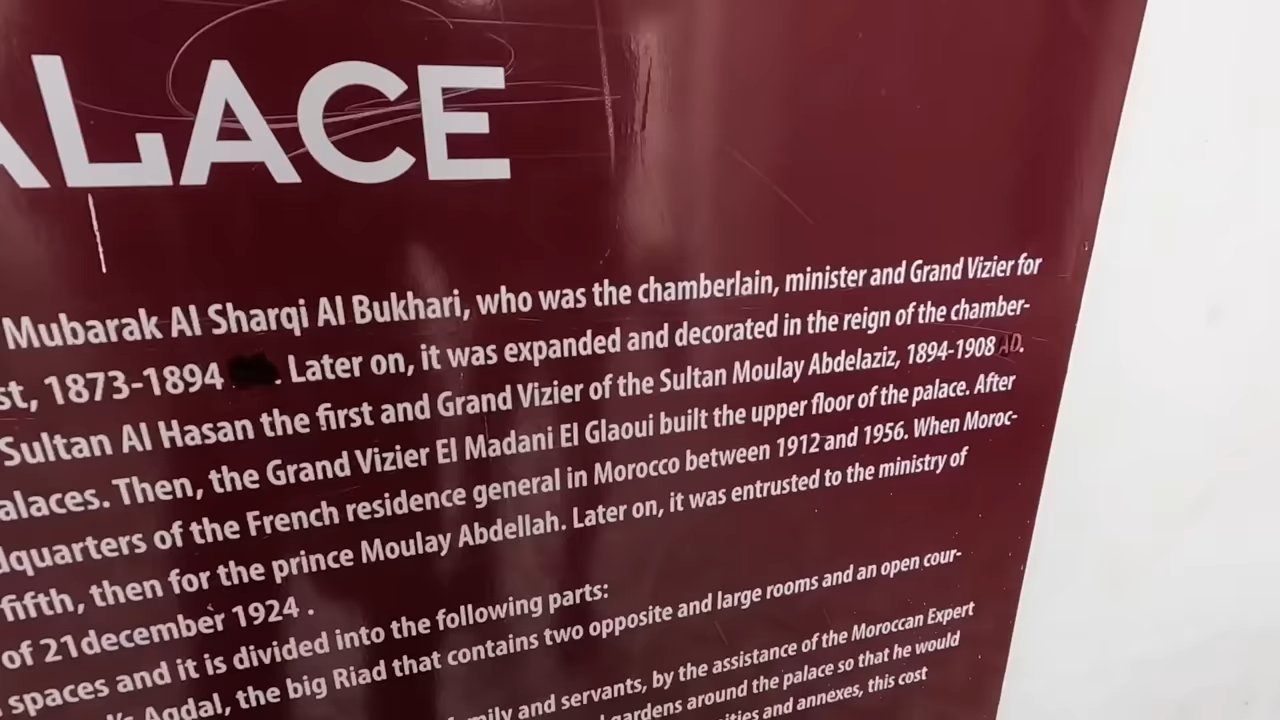 ALACE
Mubarak Al Sharqi Al Bukhari, who was the chamberlain, minister and Grand Vizier for
st, 1873-1894 . Later on, it was expanded and decorated in the reign of the chamber-
Sultan Al Hasan the first and Grand Vizier of the Sultan Moulay Abdelaziz, 1894-1908 AD.
alaces. Then, the Grand Vizier El Madani El Glaoui built the upper floor of the palace. After
dquarters of the French residence general in Morocco between 1912 and 1956. When Moroc-
fifth, then for the prince Moulay Abdellah. Later on, it was entrusted to the ministry of
of 21december 1924 .
spaces and it is divided into the following parts:
Agdal, the big Riad that contains two opposite and large rooms and an open cour-
mily and servants, by the assistance of the Moroccan Expert
gardens around the palace so that he would
ities and annexes, this cost